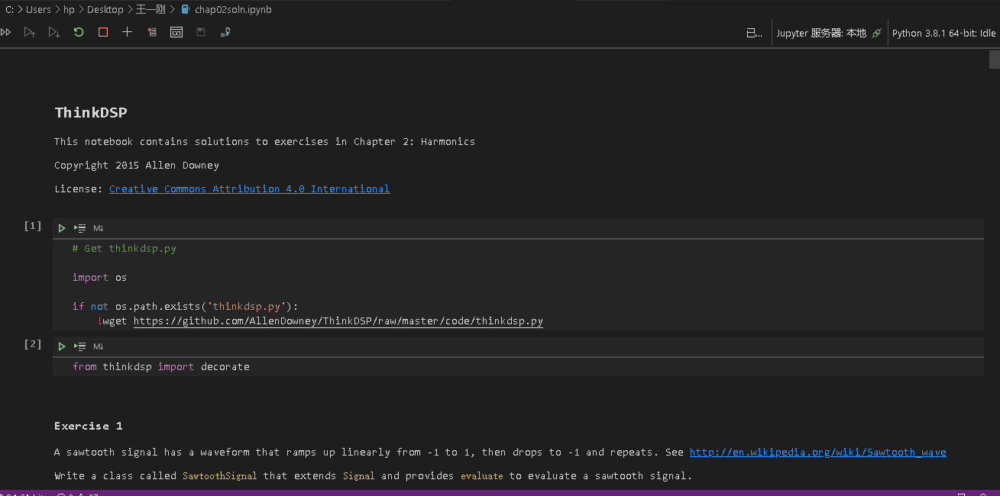 C: > Users > hp > Desktop > 王一刚 > chap02soln.ipynb
已... Jupyter 服务器: 本地 Python 3.8.1 64-bit: Idle
ThinkDSP
This notebook contains solutions to exercises in Chapter 2: Harmonics
Copyright 2015 Allen Downey
License: Creative Commons Attribution 4.0 International
[1]
M↓
# Get thinkdsp.py
import os
if not os.path.exists('thinkdsp.py'):
!wget https://github.com/AllenDowney/ThinkDSP/raw/master/code/thinkdsp.py
[2]
M↓
from thinkdsp import decorate
Exercise 1
A sawtooth signal has a waveform that ramps up linearly from -1 to 1, then drops to -1 and repeats. See http://en.wikipedia.org/wiki/Sawtooth_wave
Write a class called SawtoothSignal that extends Signal and provides evaluate to evaluate a sawtooth signal.